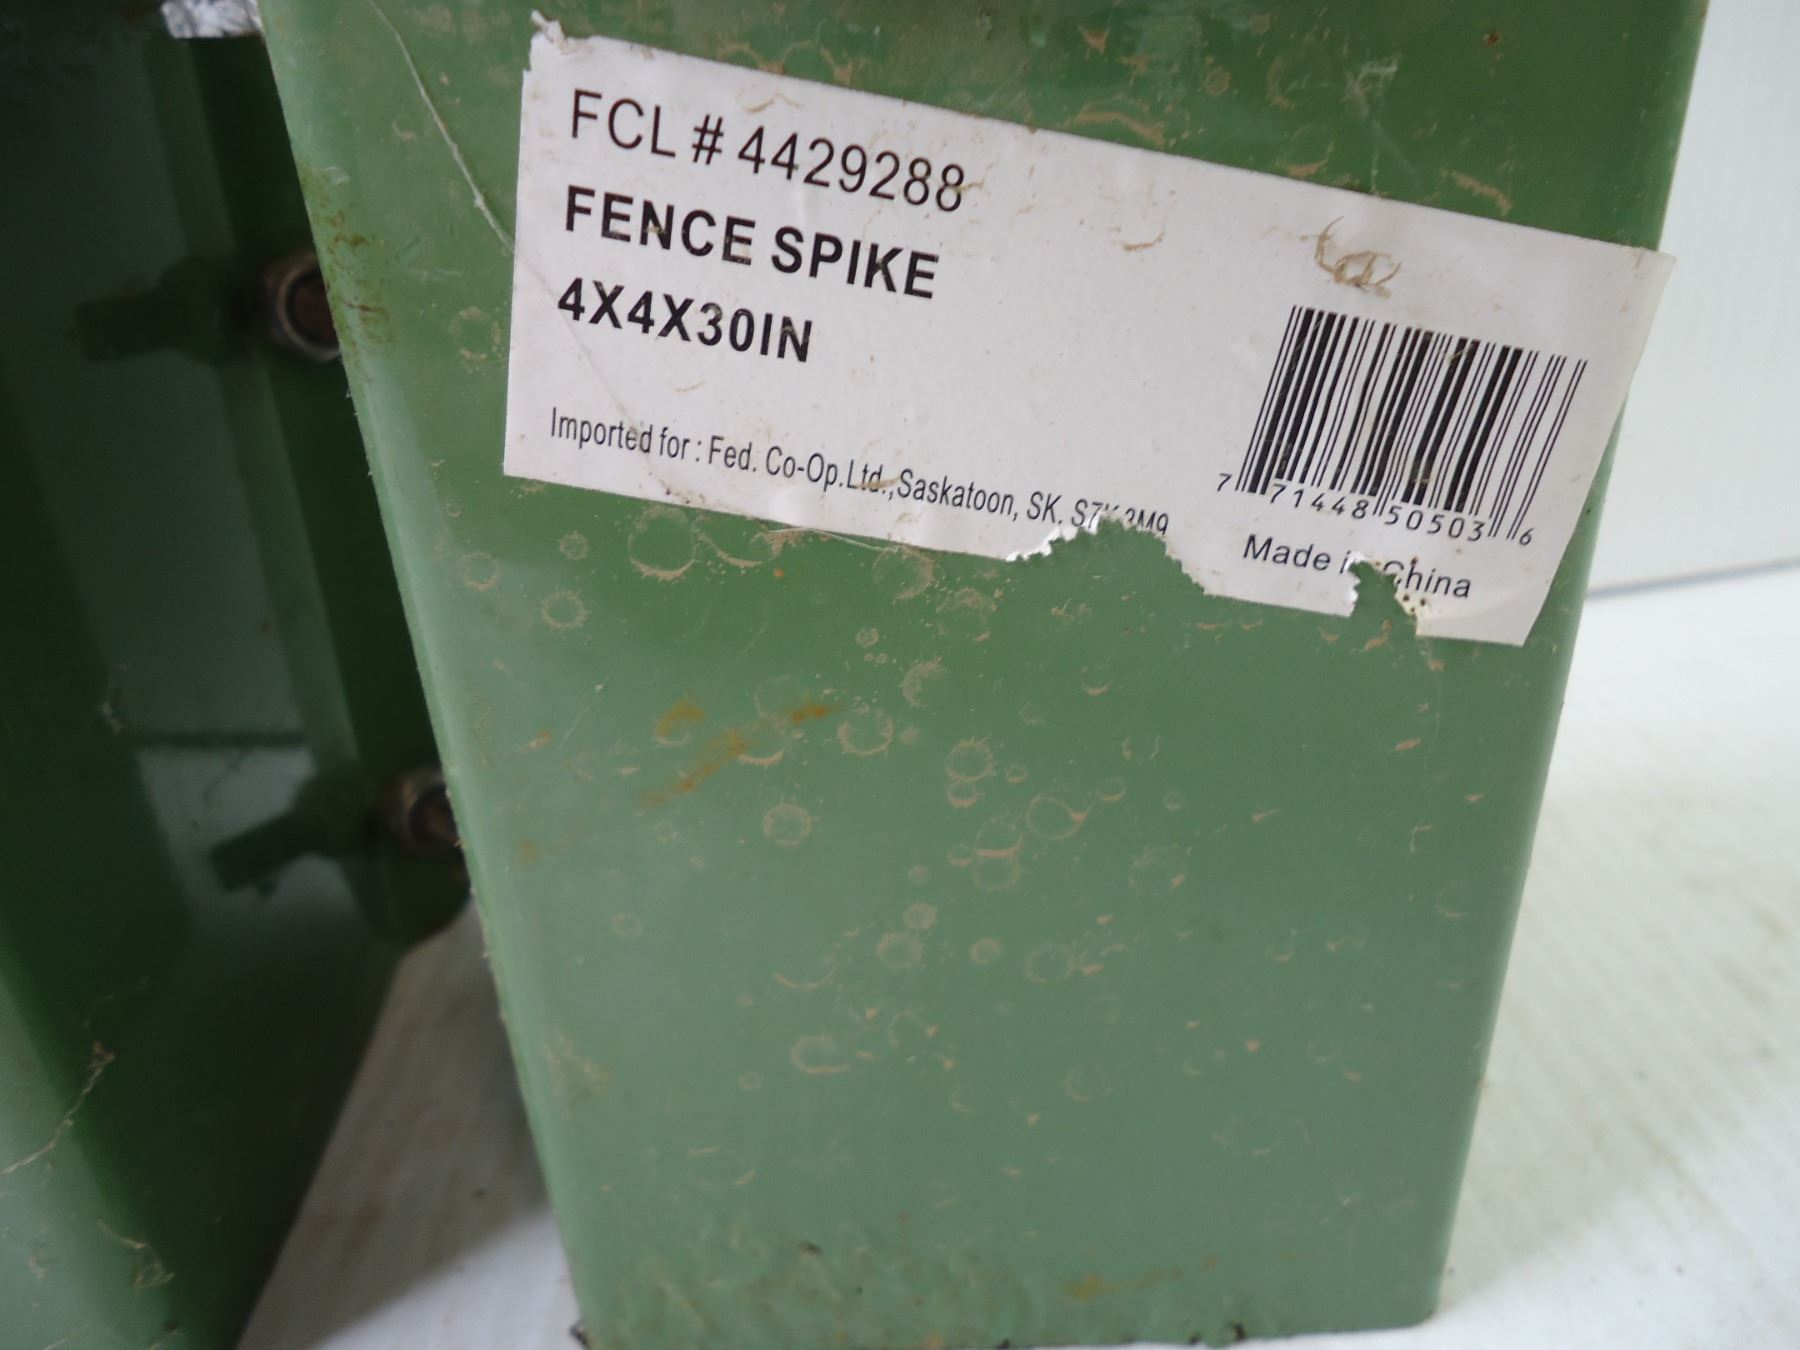 FCL # 4429288
FENCE SPIKE
4X4X30IN
Imported for : Fed. Co-Op.Ltd.,Saskatoon, SK. 3M9
7 71448 50503 6
Made in China